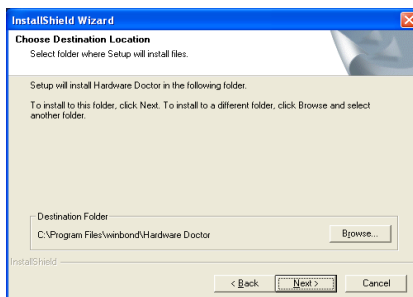 InstallShield Wizard
Choose Destination Location
Select folder where Setup will install files.
Setup will install Hardware Doctor in the following folder.
To install to this folder, click Next. To install to a different folder, click Browse and select
another folder.
Destination Folder
C:\Program Files\winbond\Hardware Doctor
Browse...
InstallShield
< Back
Next >
Cancel